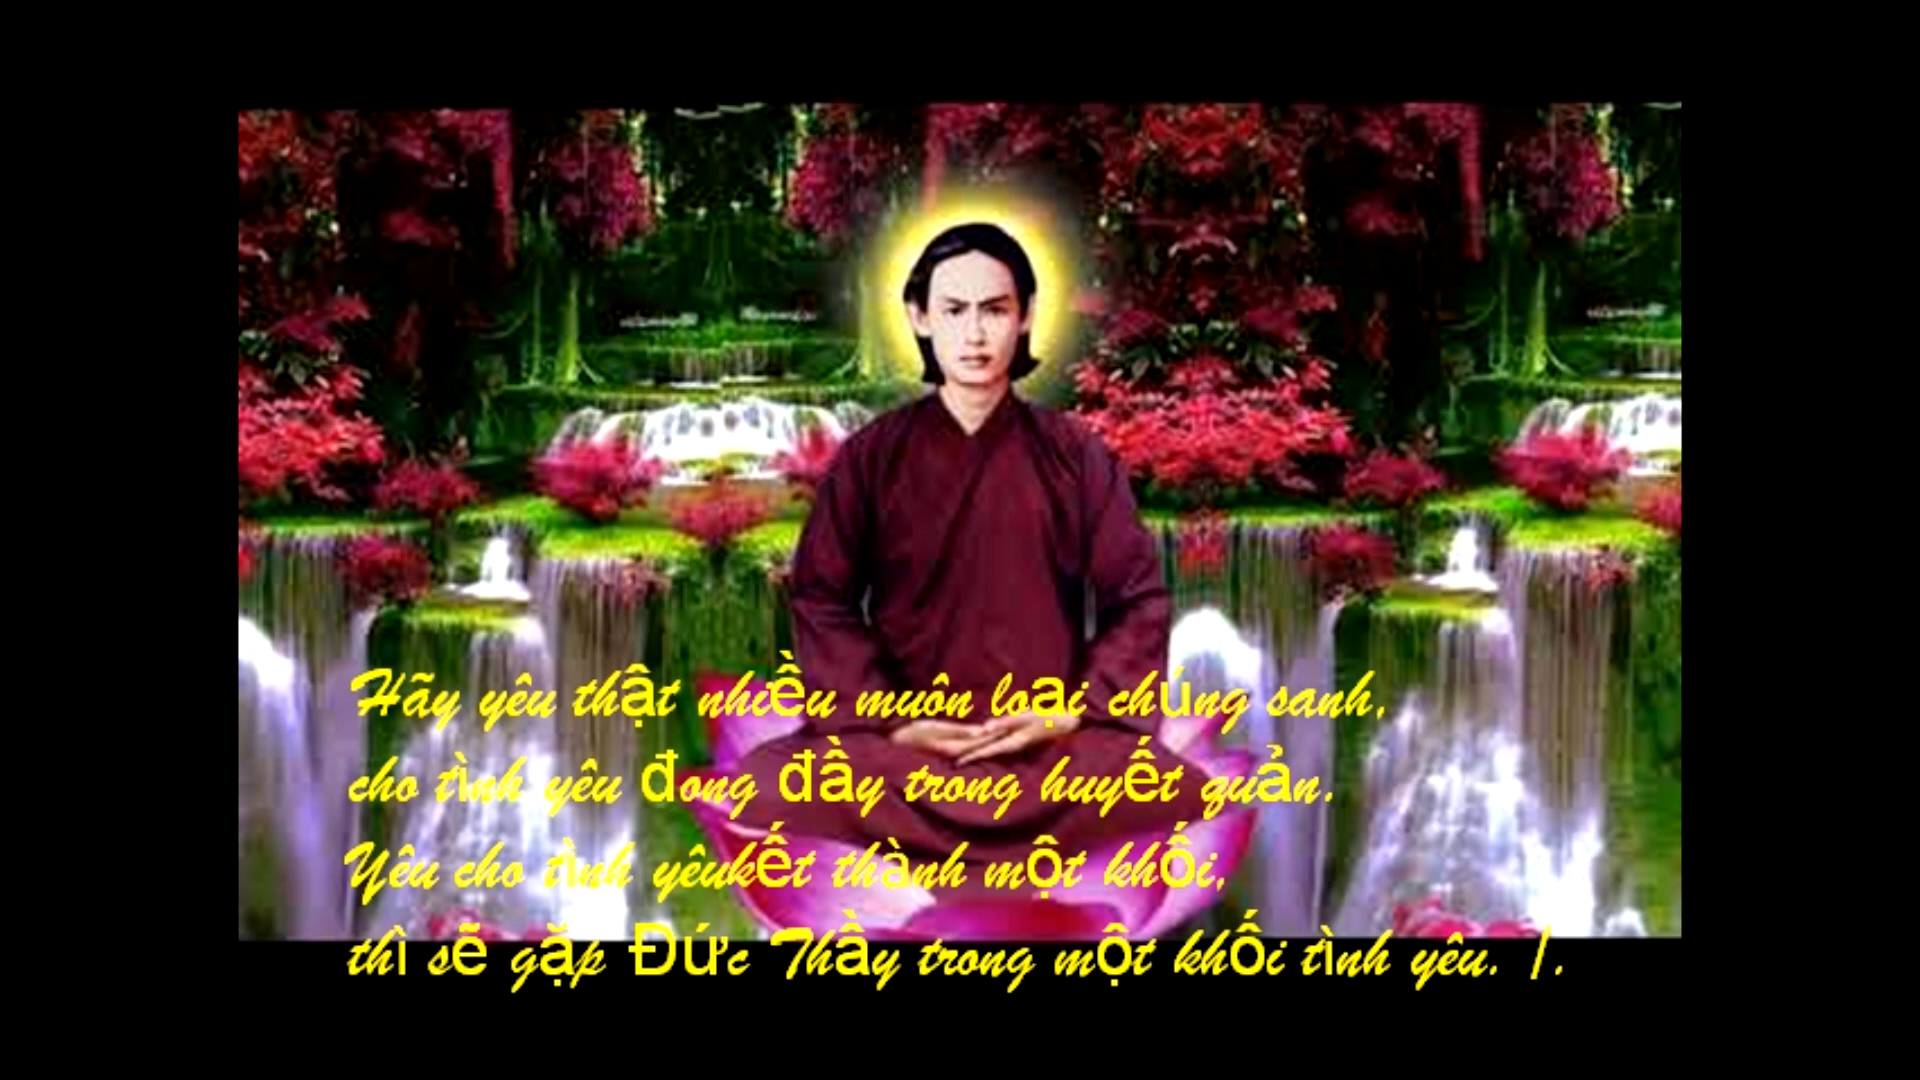 Hãy yêu thật nhiều muôn loại chúng sanh,
cho tình yêu đong đầy trong huyết quản.
Yêu cho tình yêukết thành một khối,
thì sẽ gặp Đức Thầy trong một khối tình yêu. /.